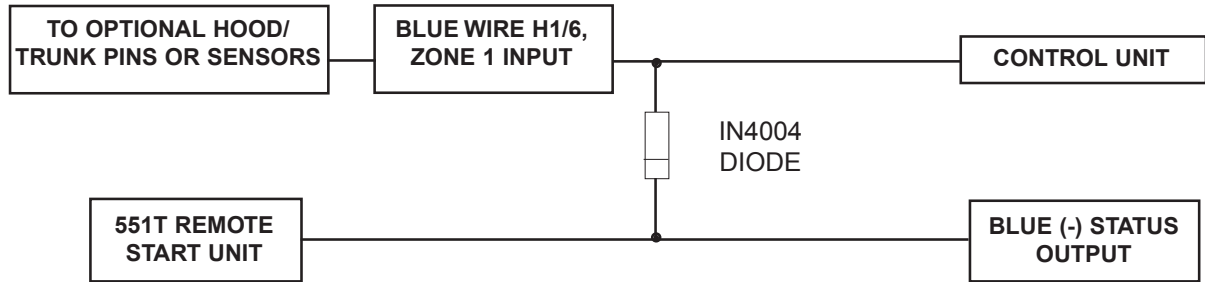 TO OPTIONAL HOOD/
TRUNK PINS OR SENSORS
BLUE WIRE H1/6,
ZONE 1 INPUT
CONTROL UNIT
IN4004
DIODE
551T REMOTE
START UNIT
BLUE (-) STATUS
OUTPUT